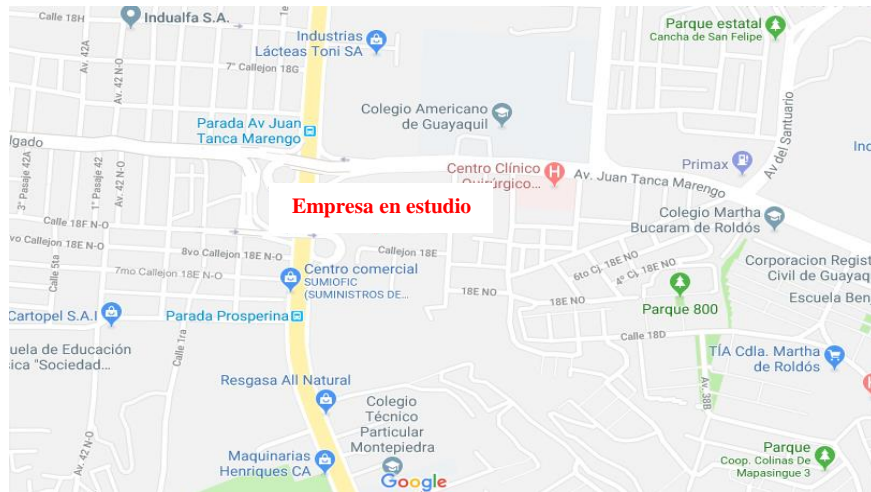 Calle 18H
Indualfa S.A.
1e
Industrias
Lácteas Toni SA
Parque estatal
Cancha de San Felipe
Av. 42A
Av. 42 N-O
7° Callejon 18G
Colegio Americano
de Guayaquil
Parada Av Juan
Tanca Marengo
lgado
Av del Santuario
Inc
Primax
Centro Clínico
Quirúrgico...
Av. Juan Tanca Marengo
3° Pasaje 42A
1° Pasaje 42
Av. 42 N-O
Empresa en estudio
Colegio Martha
Bucaram de Roldós
Calle 18F N-O
vo Callejon 18E N-O
8vo Callejon 18E N-O
Callejon 18E
7mo Callejon 18E N-O
Calle 5ta
Centro comercial
SUMIOFIC
(SUMINISTROS DE...
6to Cj. 18E NO
4° Cj. 18E NO
Corporacion Regist
Civil de Guayaq
18E NO
18E NO
Escuela Ben
Parque 800
Cartopel S.A.I
Parada Prosperina
Calle 1ra
Calle 18D
uela de Educación
sica "Sociedad...
TÍA Cdla. Martha
de Roldós
Resgasa All Natural
Av. 38B
Colegio
Técnico
Particular
Montepiedra
Av. 42 N-O
Maquinarias
Henriques CA
Parque
Coop. Colinas De
Mapasingue 3
Google